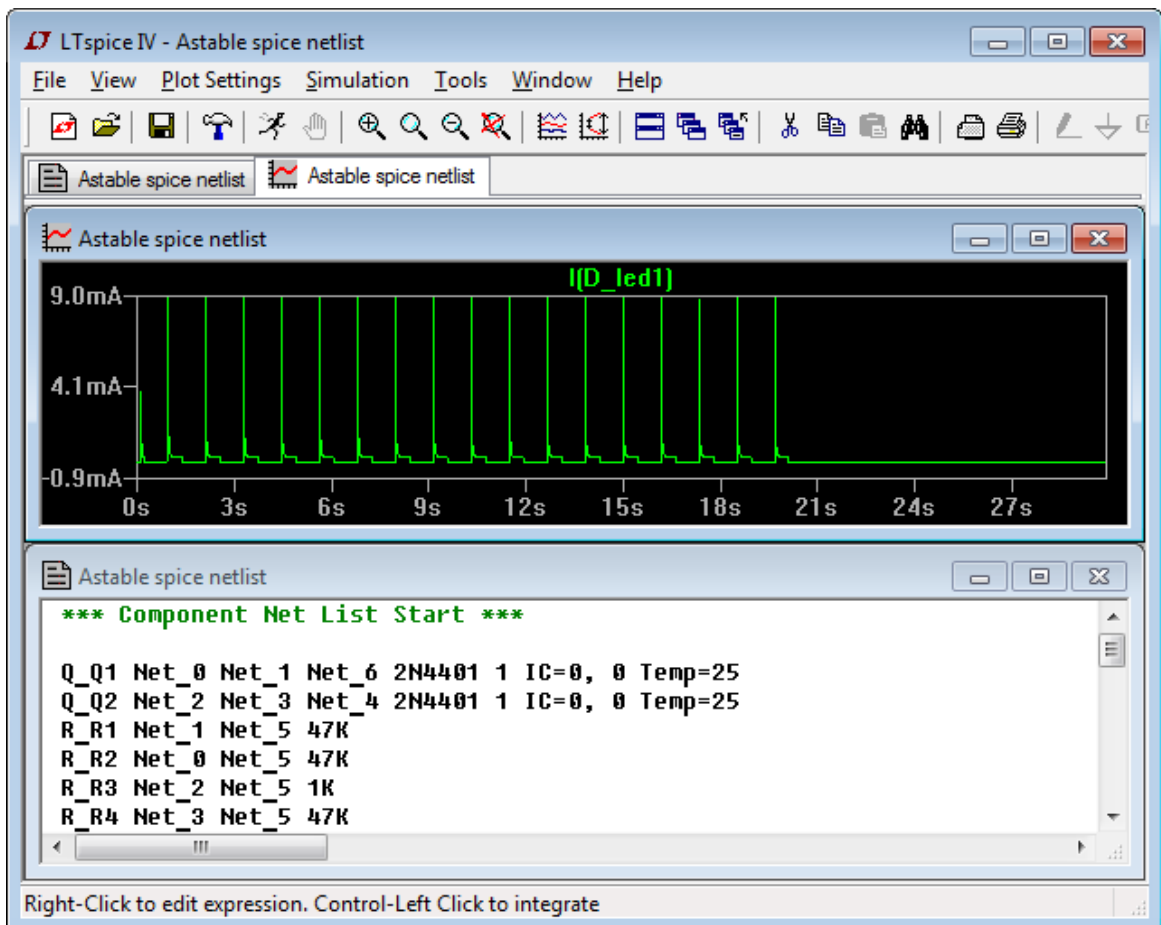 LTspice IV - Astable spice netlist
File View Plot Settings Simulation Tools Window Help
Astable spice netlist Astable spice netlist
Astable spice netlist
I(D_led1)
9.0mA
4.1mA
-0.9mA
0s 3s 6s 9s 12s 15s 18s 21s 24s 27s
Astable spice netlist
*** Component Net List Start ***
Q_Q1 Net_0 Net_1 Net_6 2N4401 1 IC=0, 0 Temp=25
Q_Q2 Net_2 Net_3 Net_4 2N4401 1 IC=0, 0 Temp=25
R_R1 Net_1 Net_5 47K
R_R2 Net_0 Net_5 47K
R_R3 Net_2 Net_5 1K
R_R4 Net_3 Net_5 47K
Right-Click to edit expression. Control-Left Click to integrate